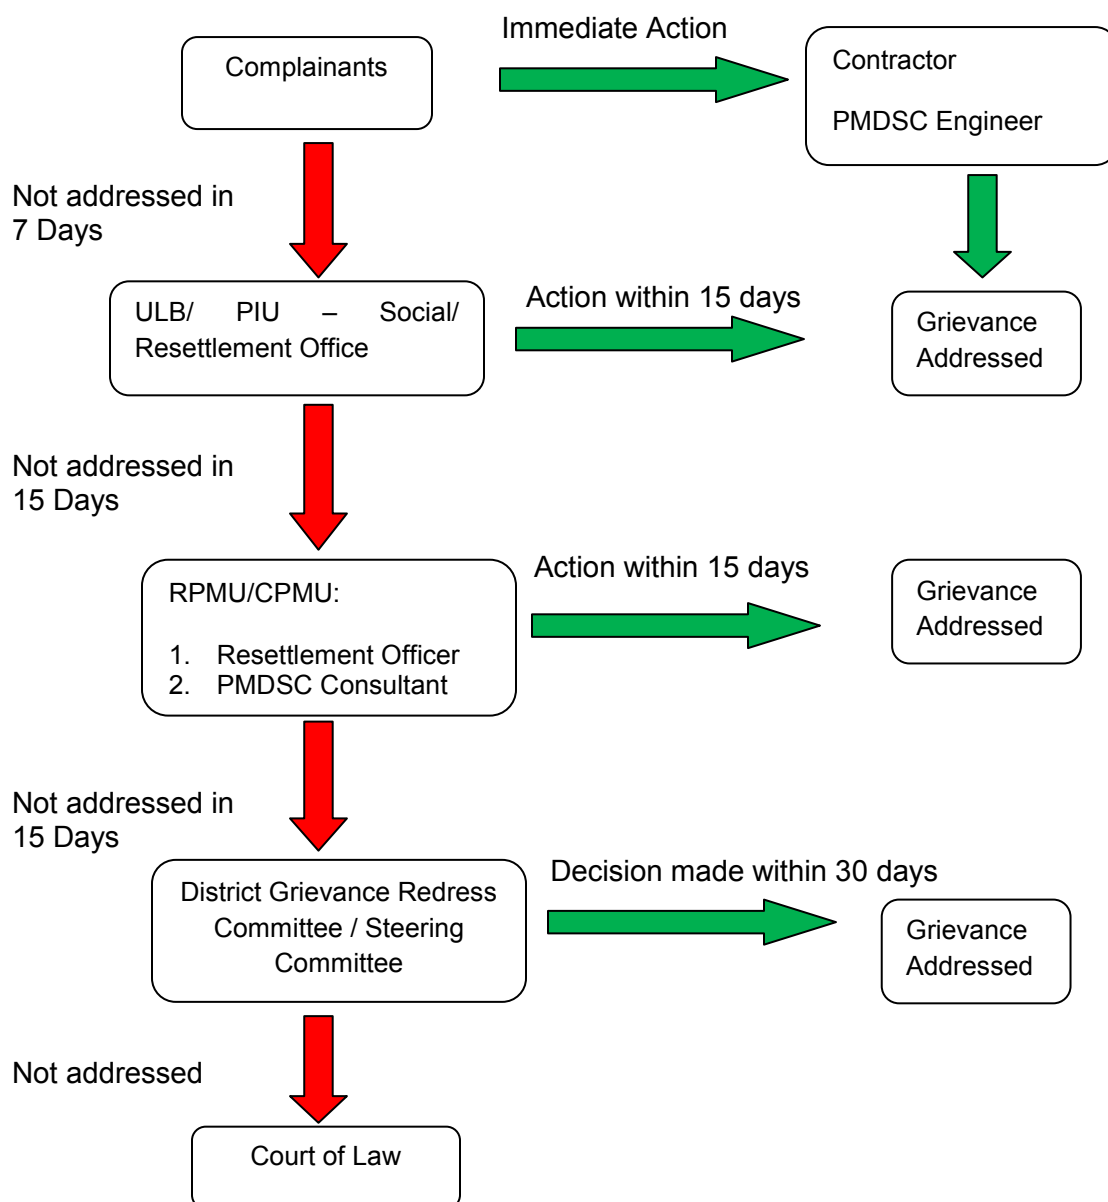 Immediate Action
Complainants
Contractor
PMDSC Engineer
Not addressed in
7 Days
ULB/ PIU – Social/
Resettlement Office
Action within 15 days
Grievance
Addressed
Not addressed in
15 Days
RPMU/CPMU:
1. Resettlement Officer
2. PMDSC Consultant
Action within 15 days
Grievance
Addressed
Not addressed in
15 Days
District Grievance Redress
Committee / Steering
Committee
Decision made within 30 days
Grievance
Addressed
Not addressed
Court of Law